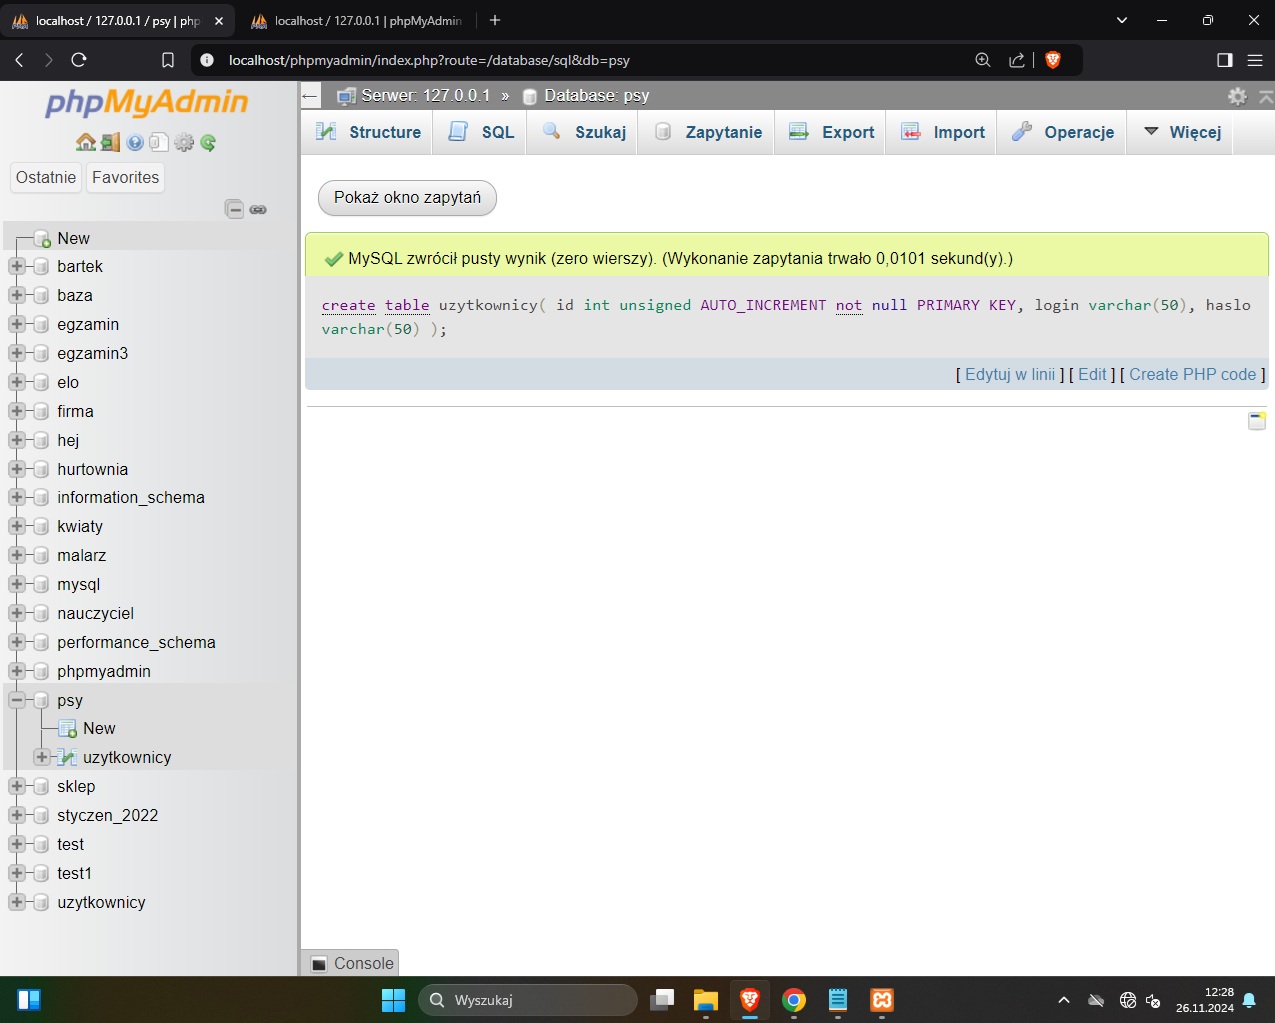 localhost / 127.0.0.1 / psy | php
localhost / 127.0.0.1 | phpMyAdmin
localhost/phpmyadmin/index.php?route=/database/sql&db=psy
phpMyAdmin
Ostatnie Favorites
New
bartek
baza
egzamin
egzamin3
elo
firma
hej
hurtownia
information_schema
kwiaty
malarz
mysql
nauczyciel
performance_schema
phpmyadmin
psy
New
uzytkownicy
sklep
styczen_2022
test
test1
uzytkownicy
Serwer: 127.0.0.1 » Database: psy
Structure SQL Szukaj Zapytanie Export Import Operacje Więcej
Pokaż okno zapytań
MySQL zwrócił pusty wynik (zero wierszy). (Wykonanie zapytania trwało 0,0101 sekund(y).)
create table uzytkownicy( id int unsigned AUTO_INCREMENT not null PRIMARY KEY, login varchar(50), haslo
varchar(50) );
[ Edytuj w linii ] [ Edit ] [ Create PHP code ]
Console
Wyszukaj
12:28
26.11.2024